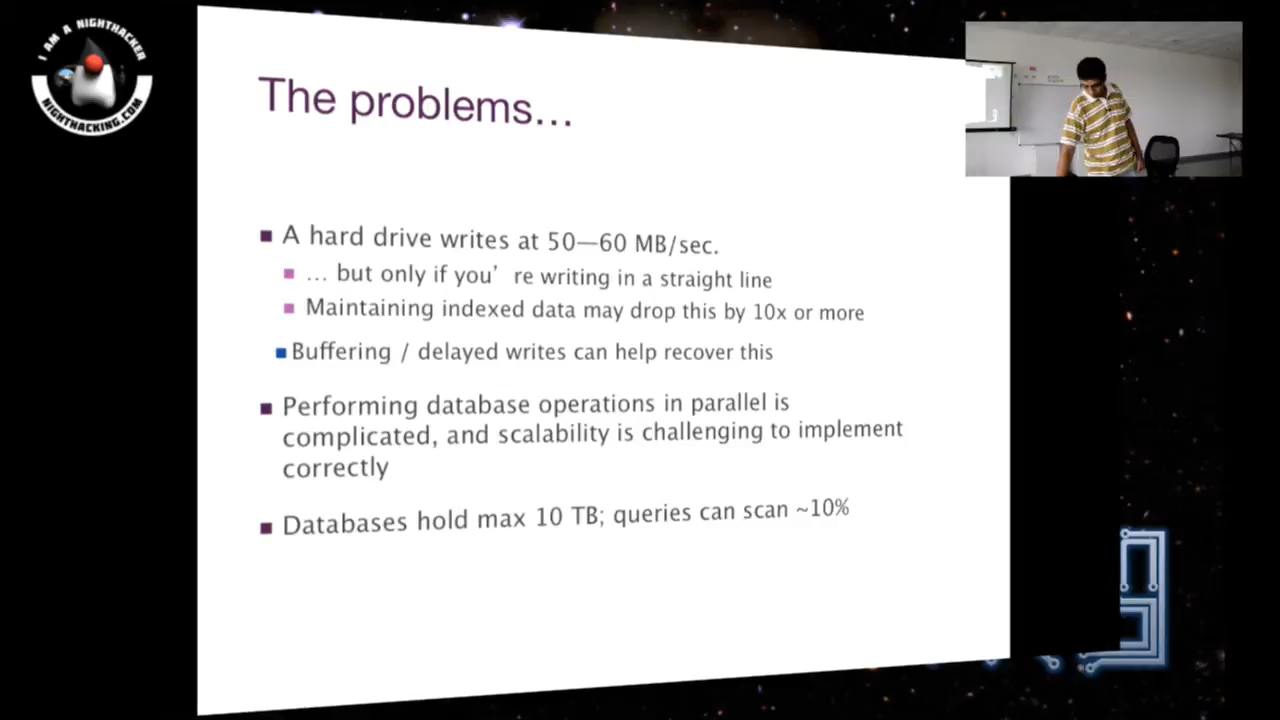 I AM A NIGHTHACKER
NIGHTHACKING.COM
The problems...
A hard drive writes at 50—60 MB/sec.
... but only if you’ re writing in a straight line
Maintaining indexed data may drop this by 10x or more
Buffering / delayed writes can help recover this
Performing database operations in parallel is
complicated, and scalability is challenging to implement
correctly
Databases hold max 10 TB; queries can scan ~10%